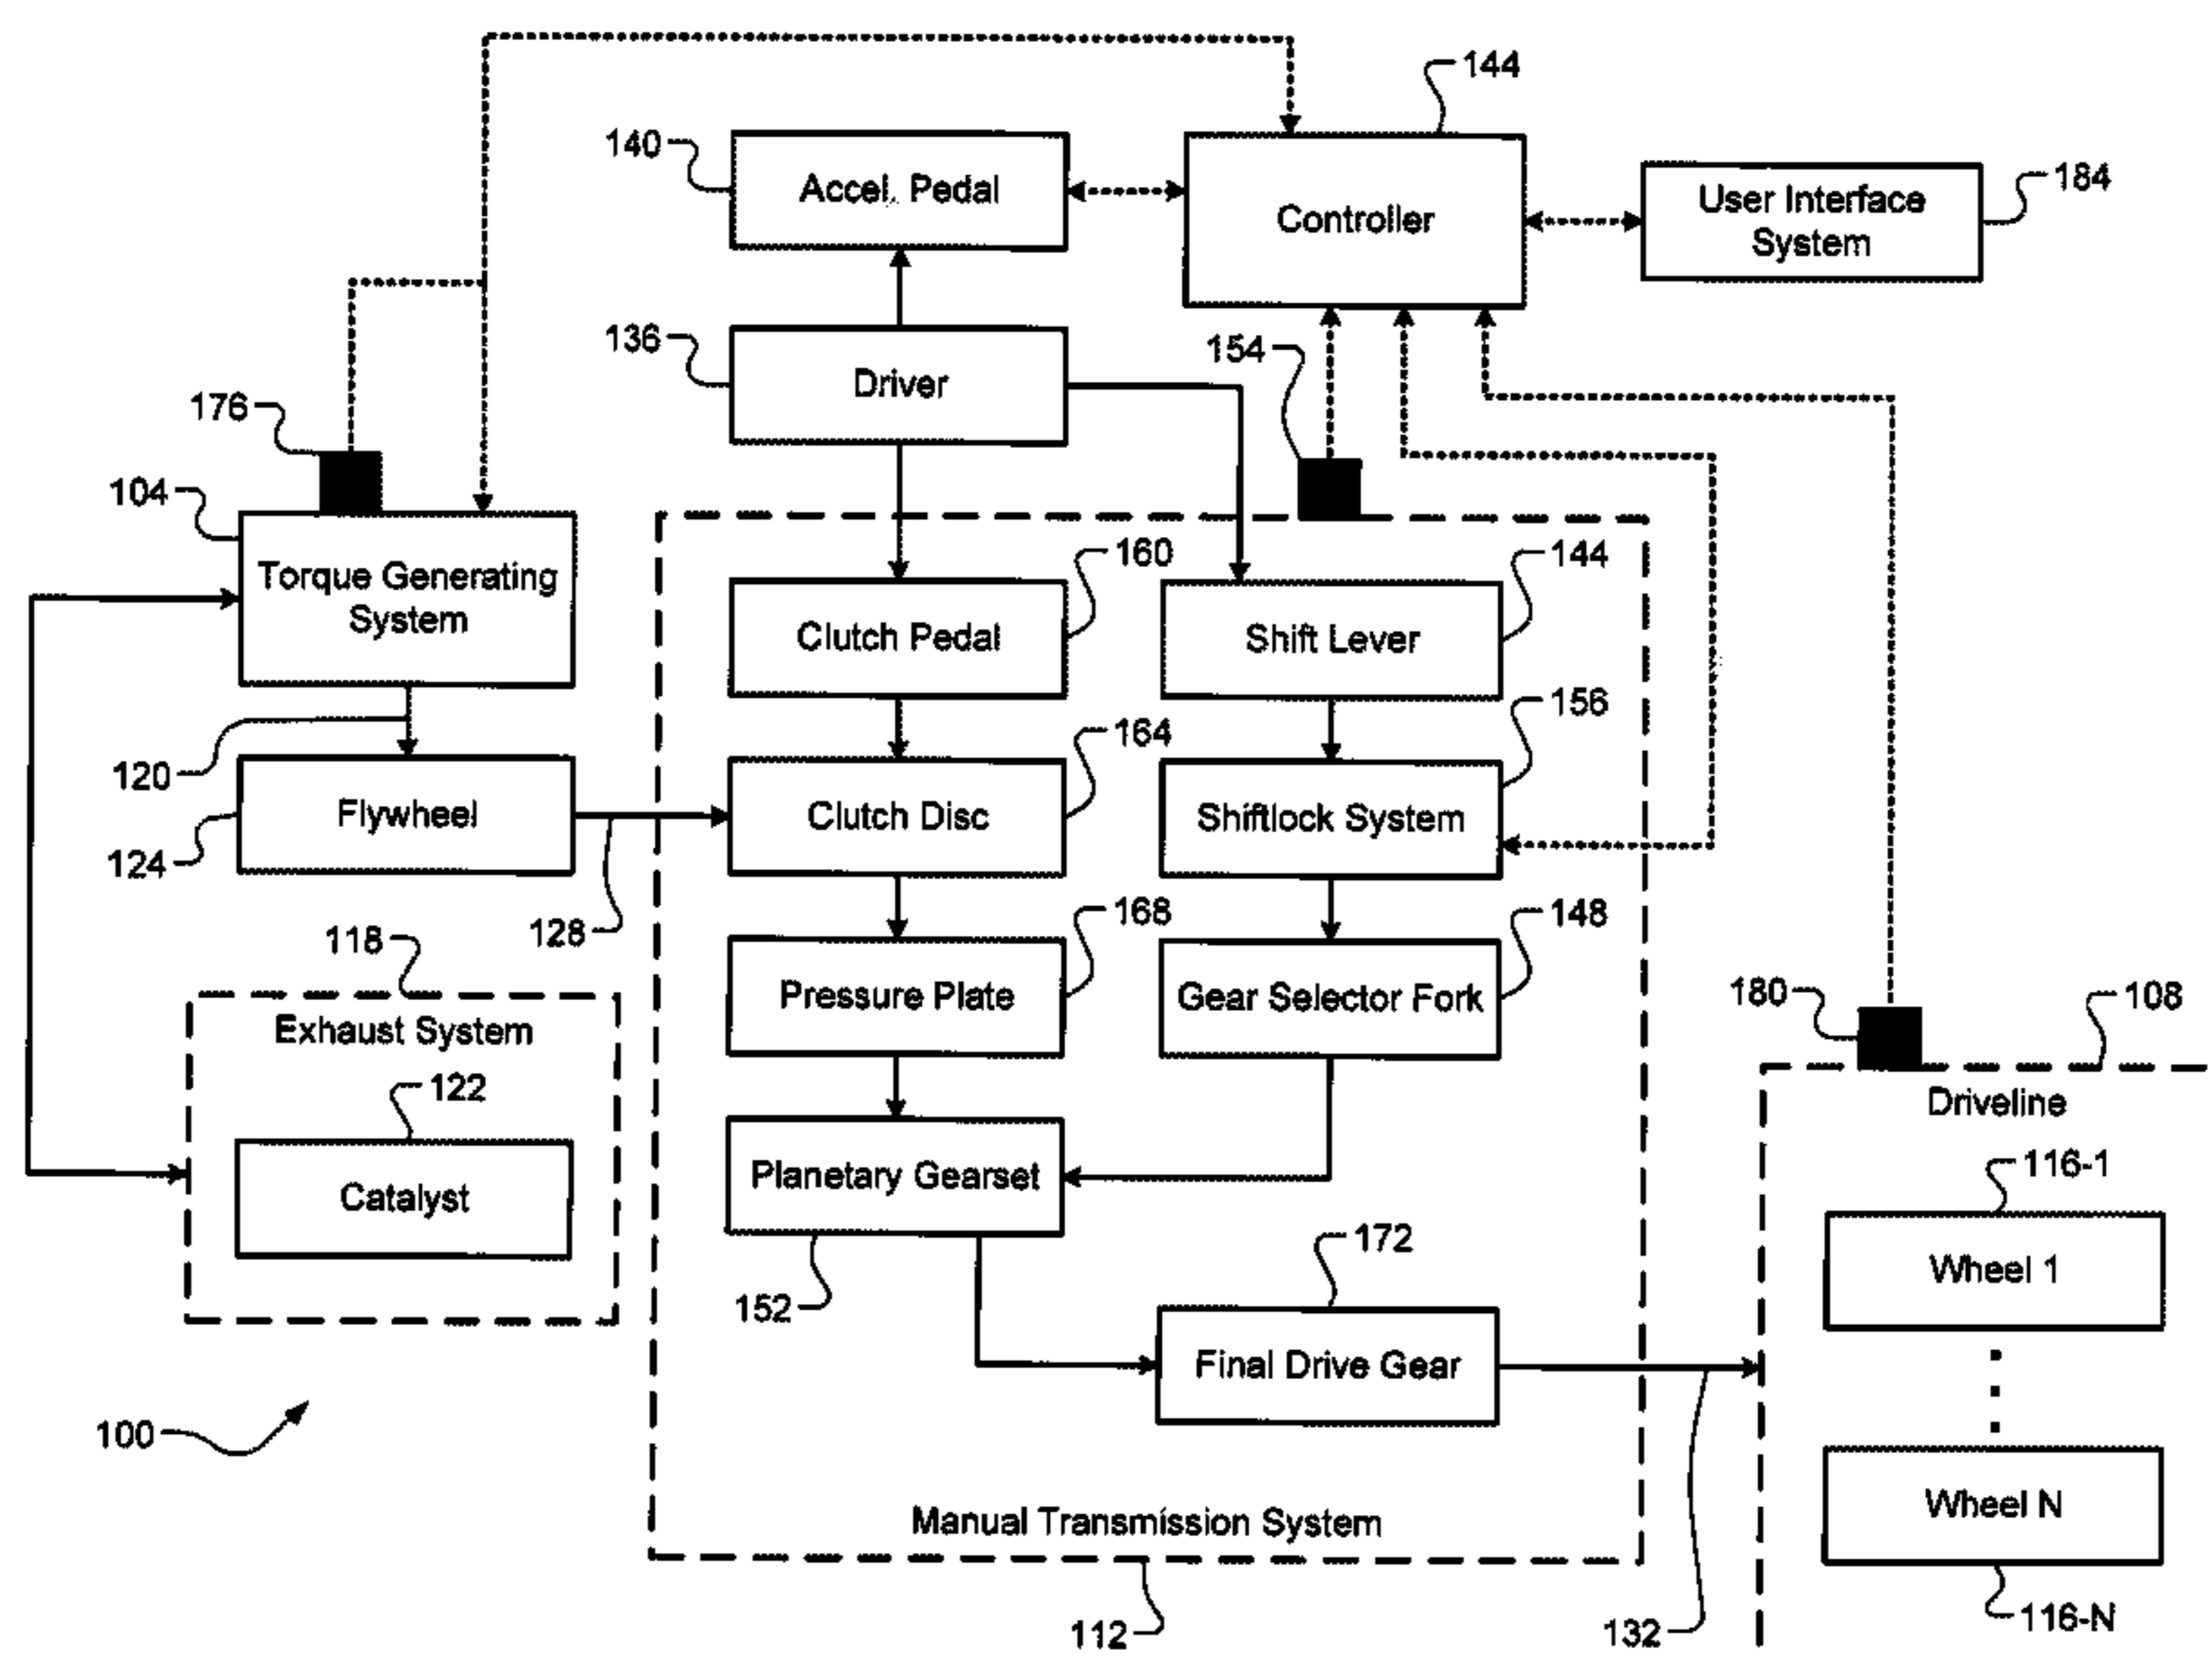 144
140
Accel. Pedal
Controller
User Interface
System
184
136
Driver
154
176
104
Torque Generating
System
160
Clutch Pedal
144
Shift Lever
120
124
Flywheel
128
164
Clutch Disc
156
Shiftlock System
118
Exhaust System
122
Catalyst
168
Pressure Plate
148
Gear Selector Fork
180
108
Driveline
Planetary Gearset
152
172
Final Drive Gear
116-1
Wheel 1
Wheel N
116-N
100
Manual Transmission System
112
132